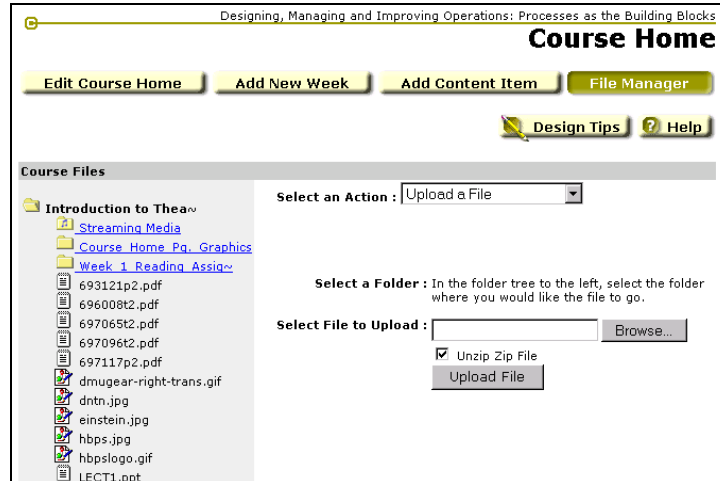 Designing, Managing and Improving Operations: Processes as the Building Blocks
Course Home
Edit Course Home
Add New Week
Add Content Item
File Manager
Design Tips
Help
Course Files
Introduction to Thea~
Streaming Media
Course Home Pg. Graphics
Week 1 Reading Assig~
693121p2.pdf
696008t2.pdf
697065t2.pdf
697096t2.pdf
697117p2.pdf
dmugear-right-trans.gif
dntn.jpg
einstein.jpg
hbps.jpg
hbpslogo.gif
LECT1.ppt
Select an Action : Upload a File
Select a Folder : In the folder tree to the left, select the folder
where you would like the file to go.
Select File to Upload :
Browse...
Unzip Zip File
Upload File